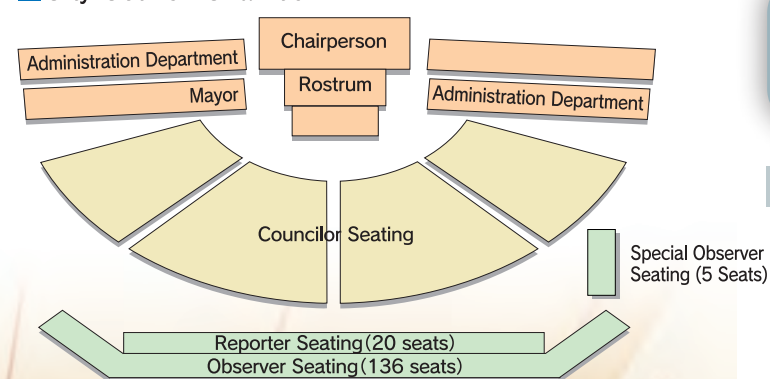 Chairperson
Administration Department
Rostrum
Mayor
Administration Department
Councilor Seating
Special Observer
Seating (5 Seats)
Reporter Seating(20 seats)
Observer Seating(136 seats)